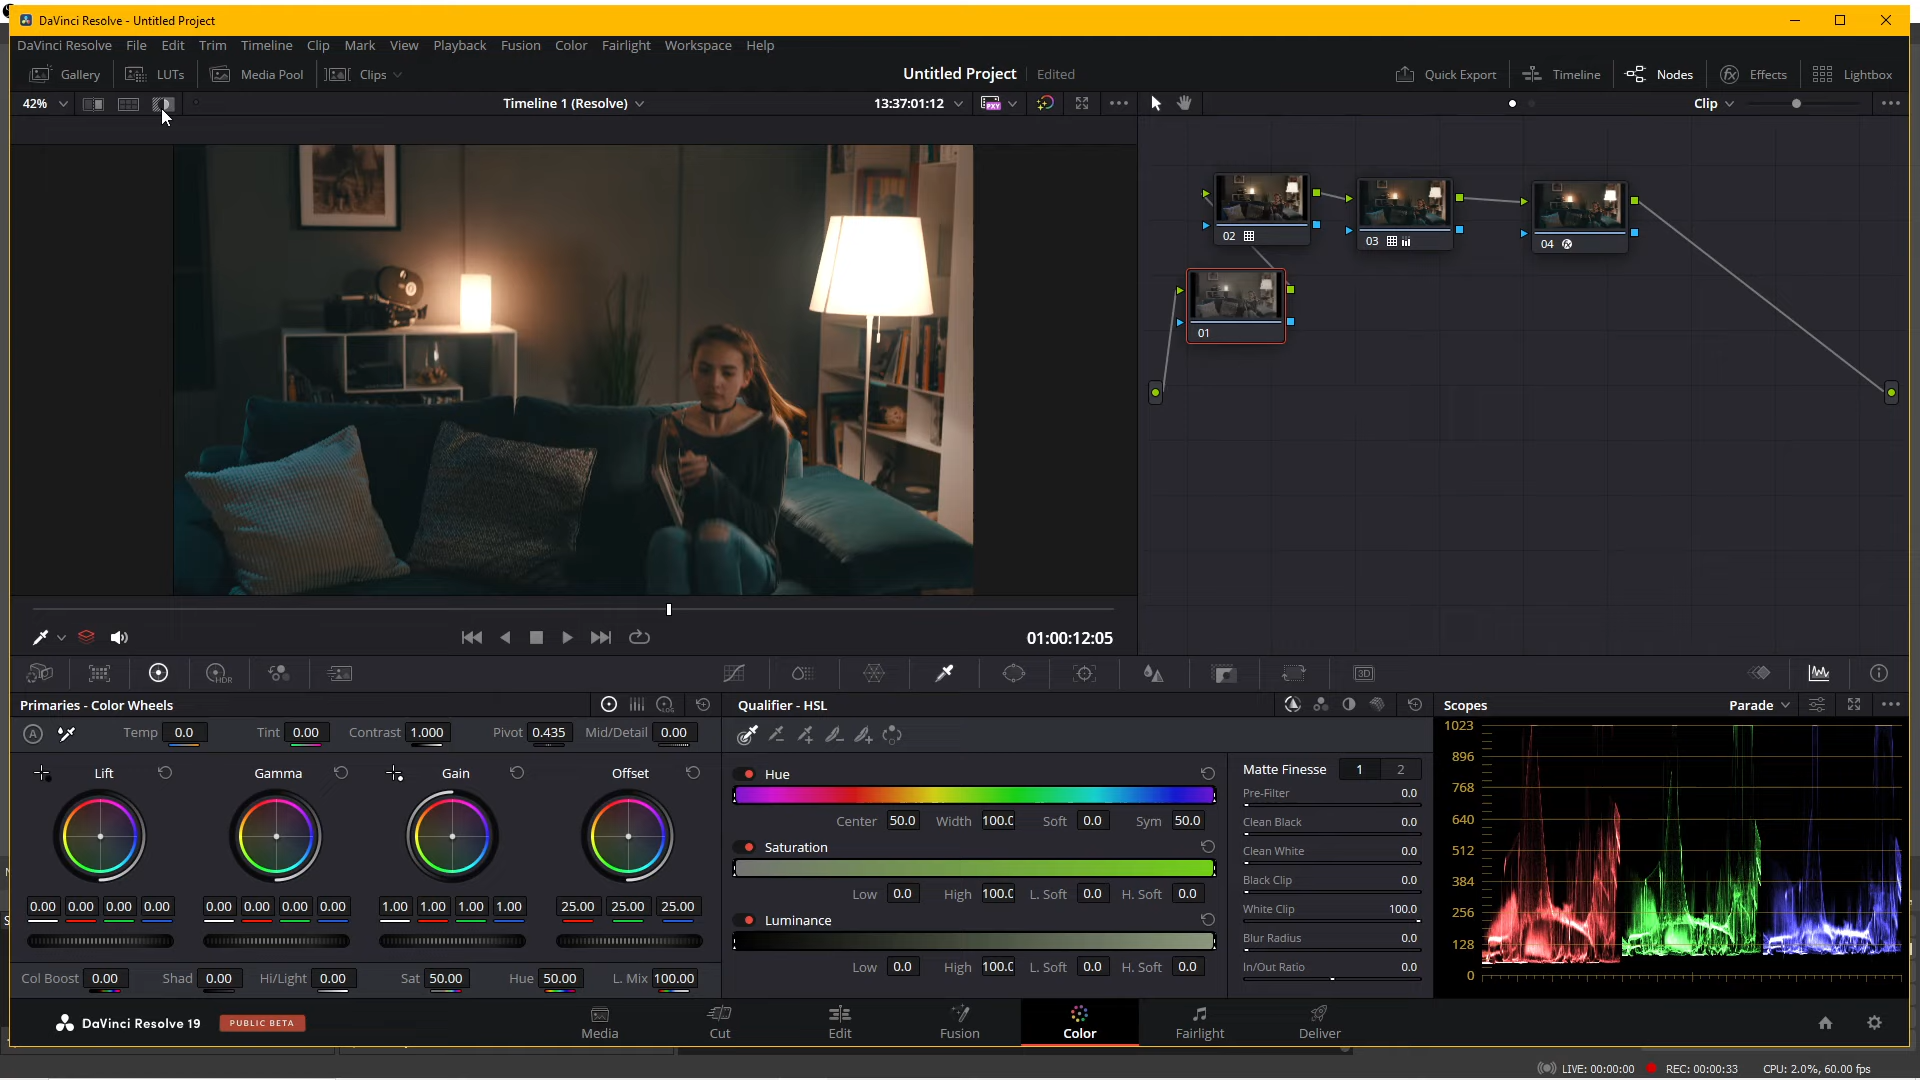 DaVinci Resolve - Untitled Project
DaVinci Resolve File Edit Trim Timeline Clip Mark View Playback Fusion Color Fairlight Workspace Help
Gallery LUTs Media Pool Clips Untitled Project Edited Quick Export Timeline Nodes Effects Lightbox
42% Timeline 1 (Resolve) 13:37:01:12 PXY Clip
02
03
04
01
01:00:12:05
HDR 3D
Primaries - Color Wheels
Qualifier - HSL
Scopes Parade
A Temp 0.0 Tint 0.00 Contrast 1.000 Pivot 0.435 Mid/Detail 0.00
Lift Gamma Gain Offset
0.00 0.00 0.00 0.00 0.00 0.00 0.00 0.00 1.00 1.00 1.00 1.00 25.00 25.00 25.00
Col Boost 0.00 Shad 0.00 Hi/Light 0.00 Sat 50.00 Hue 50.00 L. Mix 100.00
Hue
Center 50.0 Width 100.0 Soft 0.0 Sym 50.0
Saturation
Low 0.0 High 100.0 L. Soft 0.0 H. Soft 0.0
Luminance
Low 0.0 High 100.0 L. Soft 0.0 H. Soft 0.0
Matte Finesse 1 2
Pre-Filter 0.0
Clean Black 0.0
Clean White 0.0
Black Clip 0.0
White Clip 100.0
Blur Radius 0.0
In/Out Ratio 0.0
1023
896
768
640
512
384
256
128
0
DaVinci Resolve 19 PUBLIC BETA
Media Cut Edit Fusion Color Fairlight Deliver
LIVE: 00:00:00 REC: 00:00:33 CPU: 2.0%, 60.00 fps